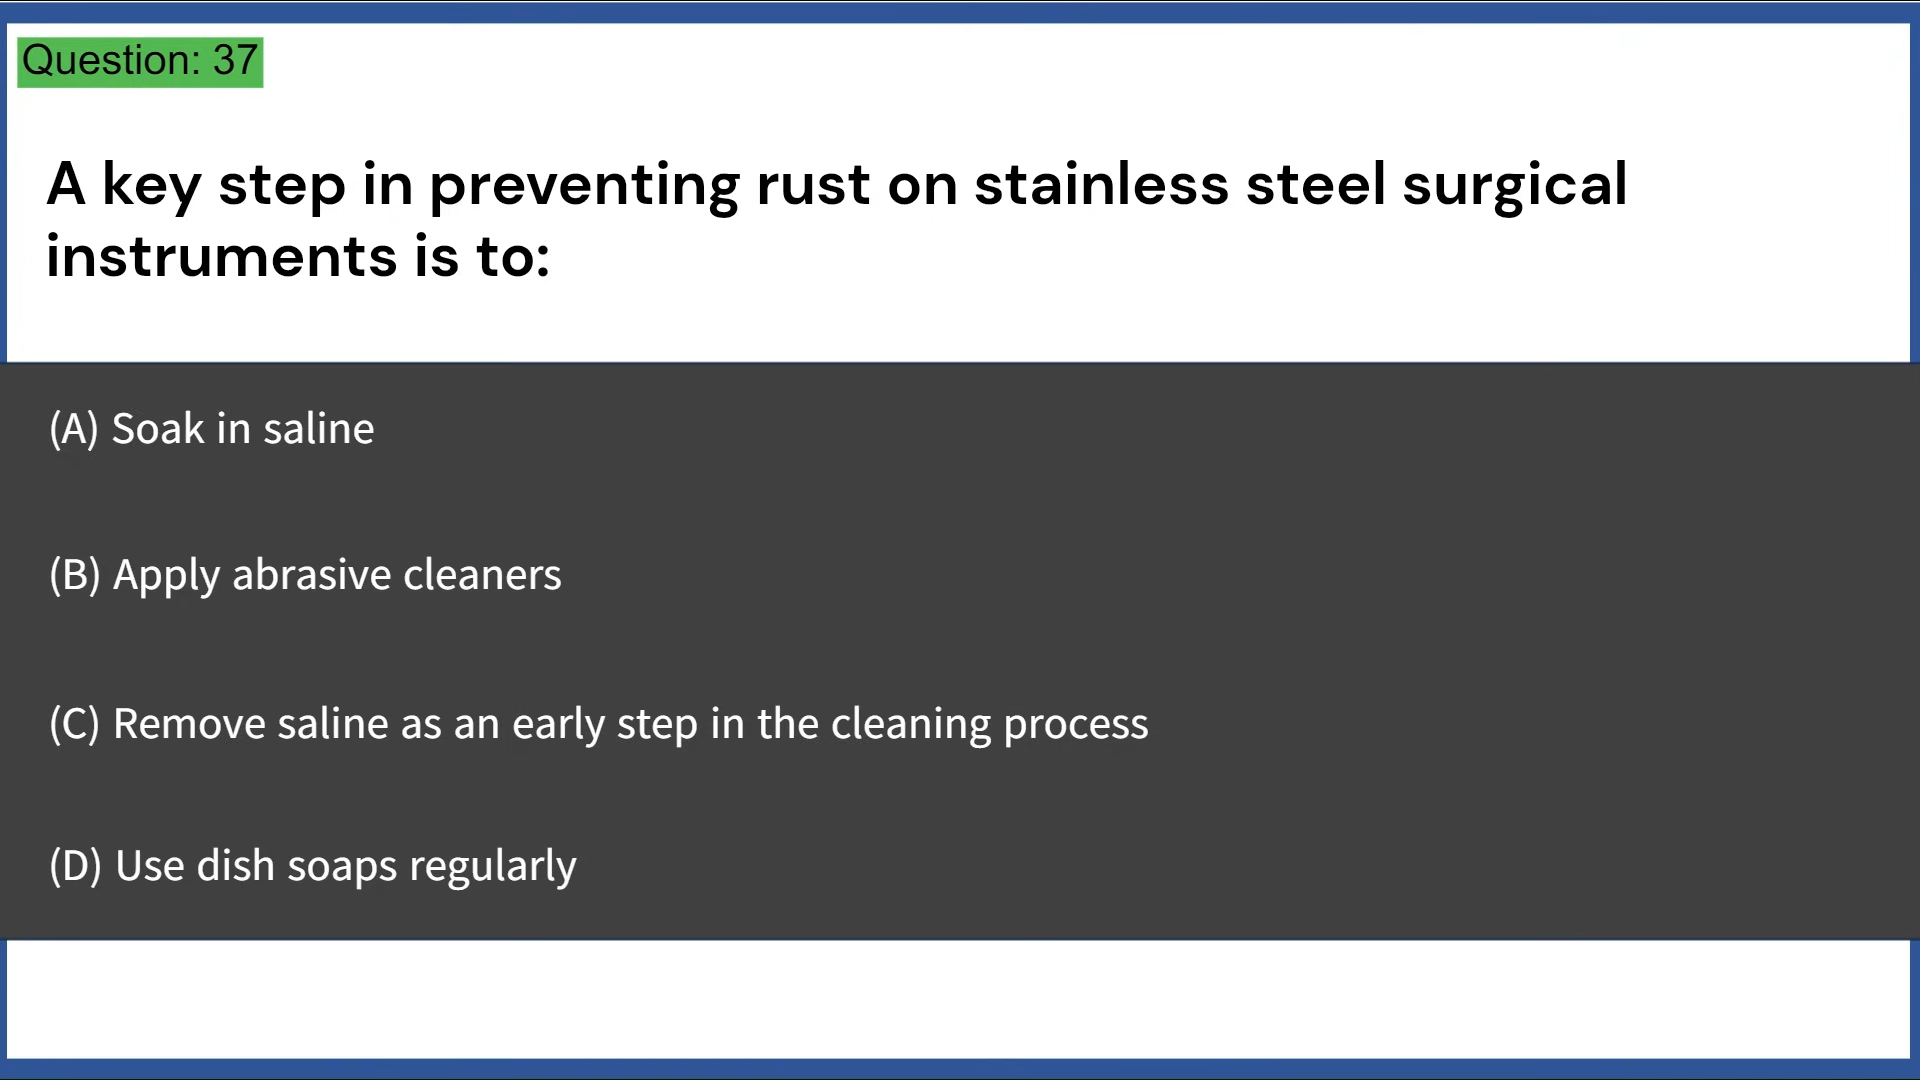 Question: 37
A key step in preventing rust on stainless steel surgical
instruments is to:
(A) Soak in saline
(B) Apply abrasive cleaners
(C) Remove saline as an early step in the cleaning process
(D) Use dish soaps regularly